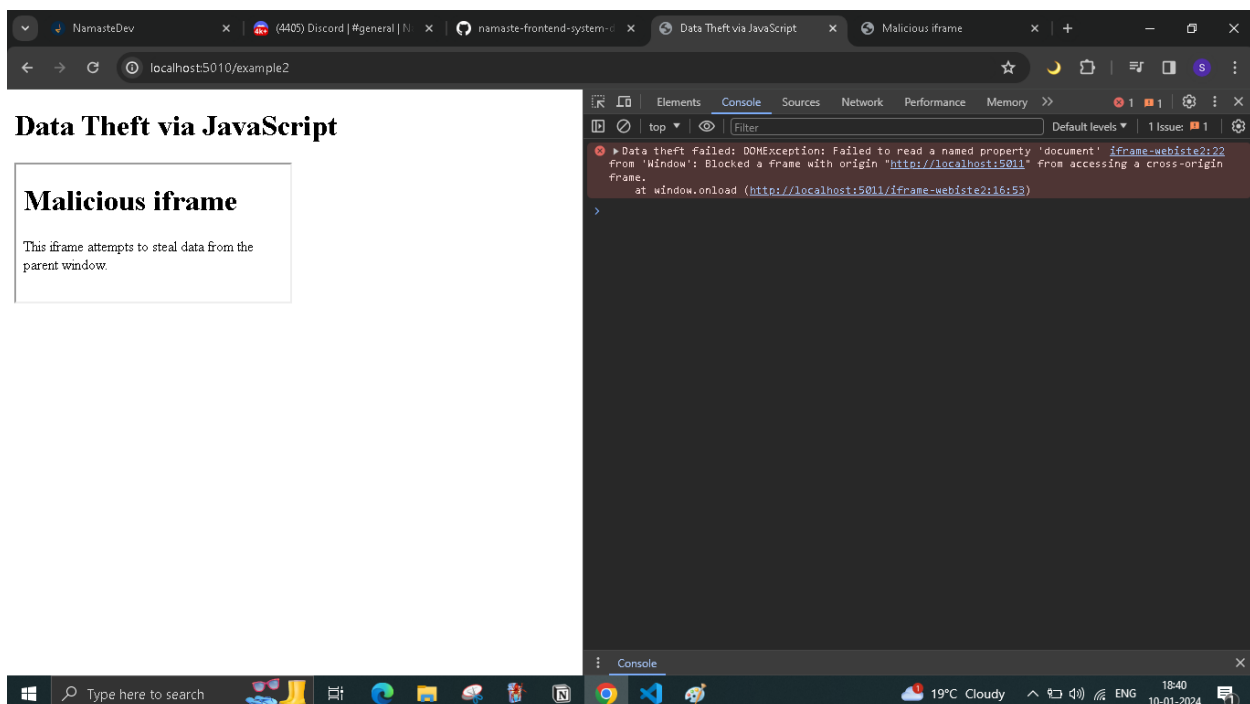 NamasteDev
(4405) Discord | #general | N
namaste-frontend-system-d
Data Theft via JavaScript
Malicious iframe
localhost:5010/example2
S
Data Theft via JavaScript
Malicious iframe
This iframe attempts to steal data from the
parent window.
Elements Console Sources Network Performance Memory 1 1
top Filter Default levels 1 Issue: 1
Data theft failed: DOMException: Failed to read a named property 'document' iframe-webiste2:22
from 'Window': Blocked a frame with origin "http://localhost:5011" from accessing a cross-origin
frame.
at window.onload (http://localhost:5011/iframe-webiste2:16:53)
Console
Type here to search
19°C Cloudy
ENG
18:40
10-01-2024